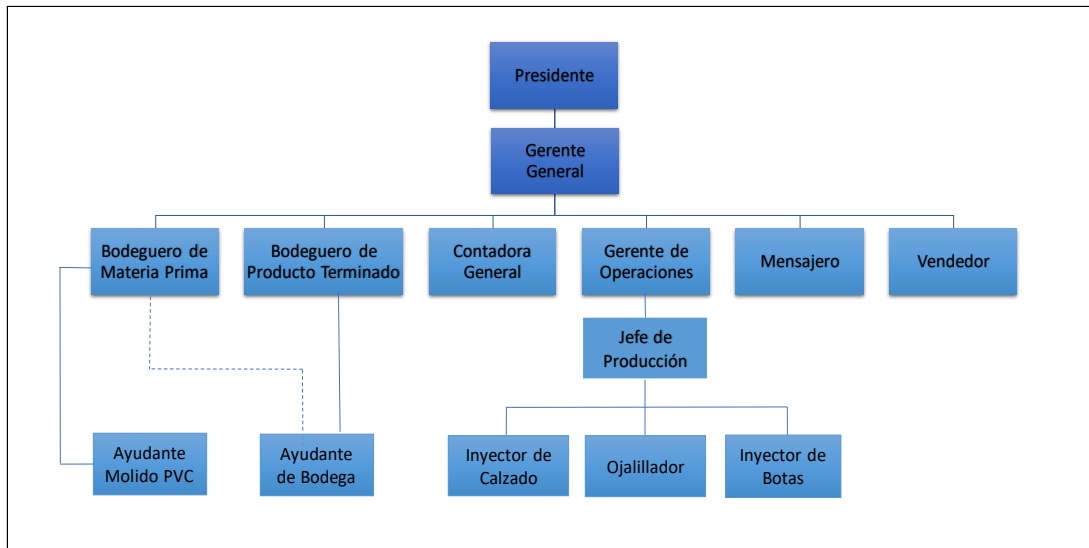 Presidente
Gerente
General
Bodeguero de
Materia Prima
Bodeguero de
Producto Terminado
Contadora
General
Gerente de
Operaciones
Mensajero
Vendedor
Jefe de
Producción
Ayudante
Molido PVC
Ayudante
de Bodega
Inyector de
Calzado
Ojalillador
Inyector de
Botas